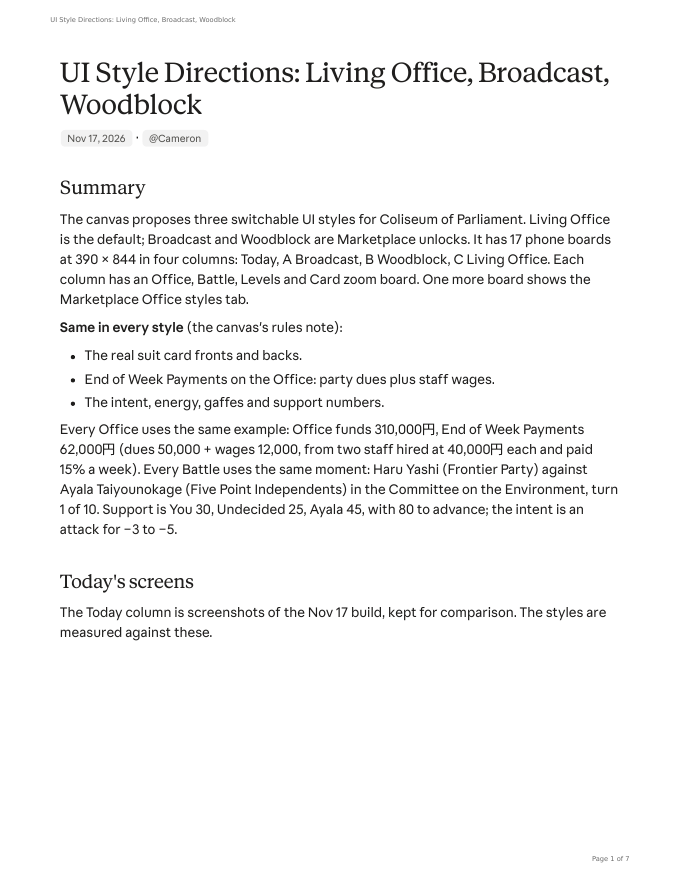 UI Style Directions: Living Office, Broadcast, Woodblock
UI Style Directions: Living Office, Broadcast,
Woodblock
Nov 17, 2026 · @Cameron
Summary
The canvas proposes three switchable UI styles for Coliseum of Parliament. Living Office
is the default; Broadcast and Woodblock are Marketplace unlocks. It has 17 phone boards
at 390 × 844 in four columns: Today, A Broadcast, B Woodblock, C Living Office. Each
column has an Office, Battle, Levels and Card zoom board. One more board shows the
Marketplace Office styles tab.
Same in every style (the canvas's rules note):
• The real suit card fronts and backs.
• End of Week Payments on the Office: party dues plus staff wages.
• The intent, energy, gaffes and support numbers.
Every Office uses the same example: Office funds 310,000円, End of Week Payments
62,000円 (dues 50,000 + wages 12,000, from two staff hired at 40,000円 each and paid
15% a week). Every Battle uses the same moment: Haru Yashi (Frontier Party) against
Ayala Taiyounokage (Five Point Independents) in the Committee on the Environment, turn
1 of 10. Support is You 30, Undecided 25, Ayala 45, with 80 to advance; the intent is an
attack for −3 to −5.
Today's screens
The Today column is screenshots of the Nov 17 build, kept for comparison. The styles are
measured against these.
Page 1 of 7